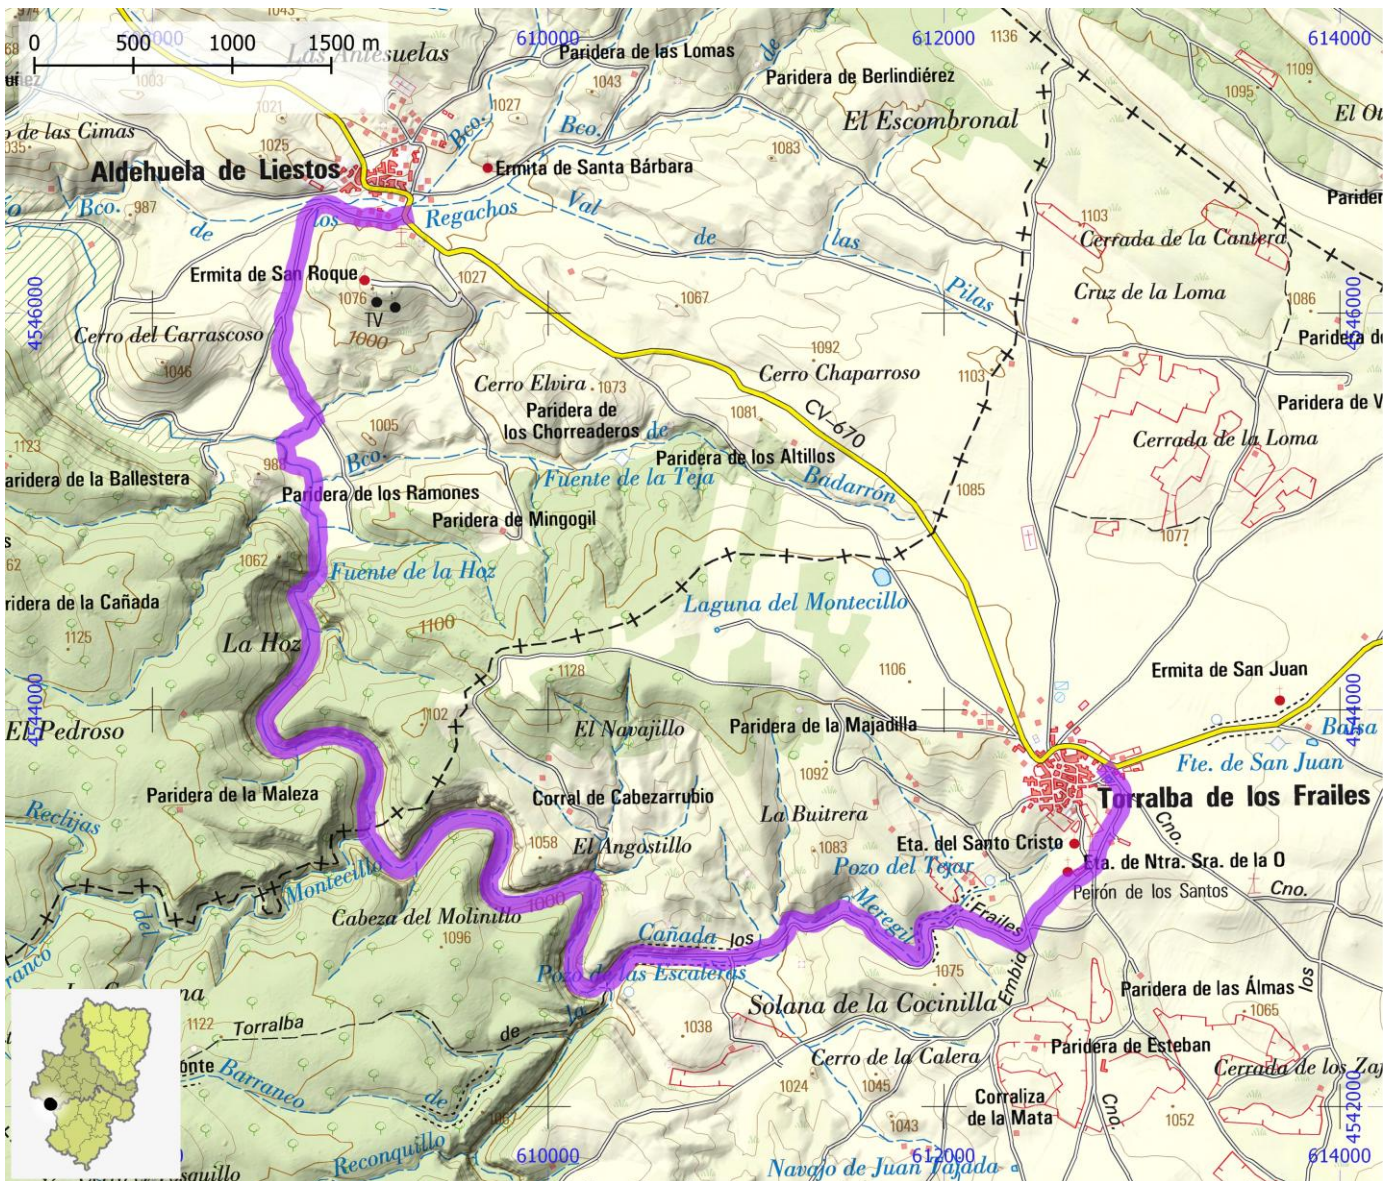 1043
610000
612000
614000
0
500
1000
1500 m
Las Antesuelas
Paridera de las Lomas
de
1136
1109
1003
1043
Paridera de Berlindiérez
1095
1021
1027
Bco.
Bco.
El Escombronal
o de las Cimas
1025
1083
Aldehuela de Liestos
Ermita de Santa Bárbara
Bco.
987
de
los
Regachos
Val
de
las
Pilas
1103
Cerrada de la Cantera
Ermita de San Roque
1076
TV
1027
1000
1067
Cruz de la Loma
1086
4546000
4546000
Cerro del Carrascoso
1046
1092
Cerro Chaparroso
1103
Cerro Elvira
1073
Paridera de
los Chorreaderos
1081
CV-670
Paridera de V
1123
1005
Bco.
de
Cerrada de la Loma
988
Paridera de los Altillos
aridera de la Ballestera
Fuente de la Teja
Badarrón
1085
Paridera de los Ramones
Paridera de Mingogil
1077
62
1062
Fuente de la Hoz
ridera de la Cañada
Laguna del Montecillo
1125
1100
La Hoz
1128
1106
Ermita de San Juan
4544000
4544000
El Pedroso
1102
El Navajillo
Paridera de la Majadilla
Balsa
Fte. de San Juan
1092
Paridera de la Maleza
Corral de Cabezarrubio
La Buitrera
Torralba de los Frailes
Reclijas
1058
El Angostillo
1083
Eta. del Santo Cristo
Cno.
Montecillo
Pozo del Tejar
Eta. de Ntra. Sra. de la O
Peirón de los Santos
Cno.
del
Cabeza del Molinillo
1000
Meregil
Frailes
1096
Cañada
los
Pozo de las Escaleras
1075
Embid
los
Solana de la Cocinilla
Paridera de las Álmas
1065
1122
Torralba
de
la
1038
Paridera de Esteban
Cerro de la Calera
Cerrada de los Zaf
Barranco
de
1024
1045
Corraliza
de la Mata
Cno.
1052
1043
4542000
Reconquillo
610000
Navajo de Juan Tajada
612000
614000